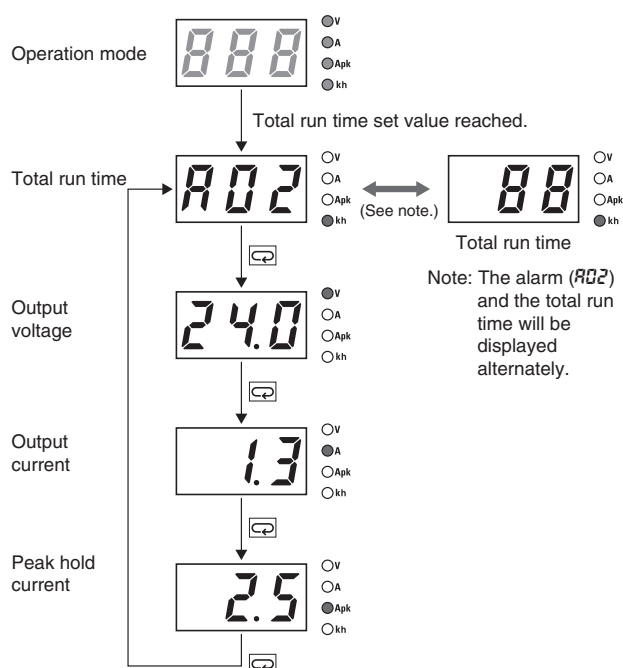 Operation mode
888
V
A
Apk
kh
Total run time set value reached.
Total run time
A02
V
A
Apk
kh
(See note.)
88
V
A
Apk
kh
Total run time
Note: The alarm (A02)
and the total run
time will be
displayed
alternately.
Output
voltage
24.0
V
A
Apk
kh
Output
current
1.3
V
A
Apk
kh
Peak hold
current
2.5
V
A
Apk
kh